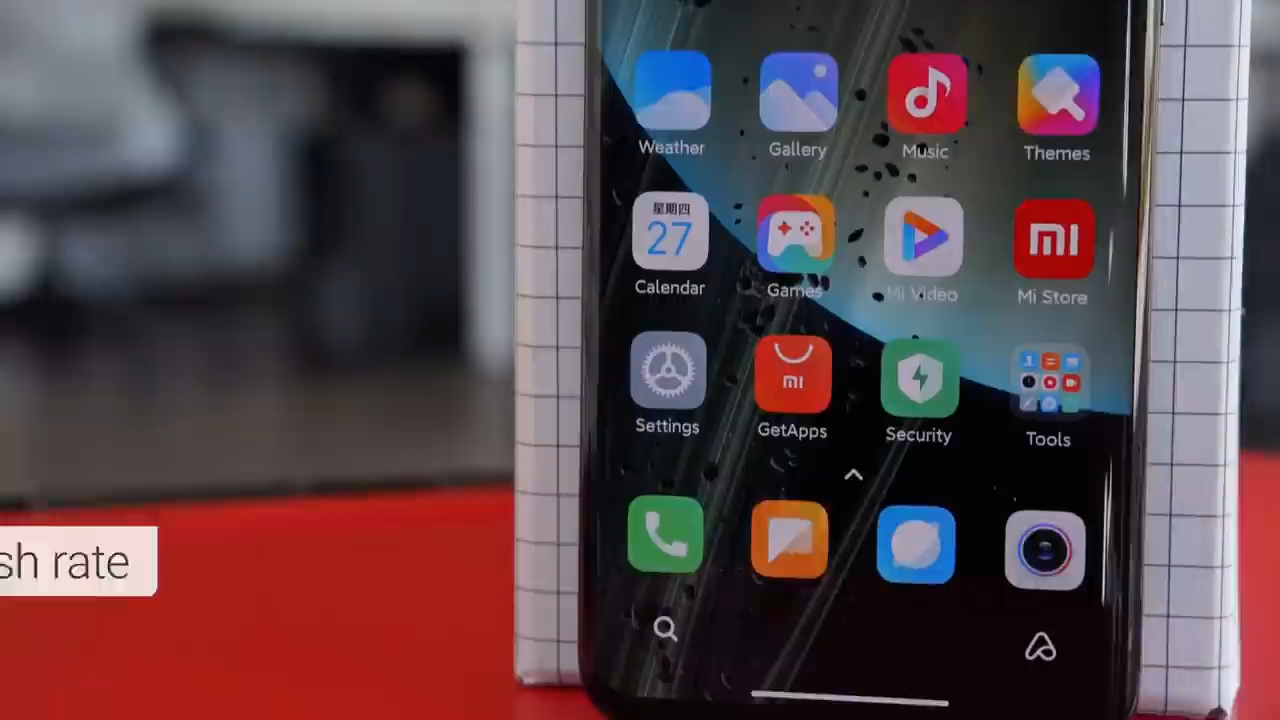 Weather Gallery Music Themes
星期四
27
Calendar Games Mi Video Mi Store
mi
mi
Settings GetApps Security Tools
sh rate